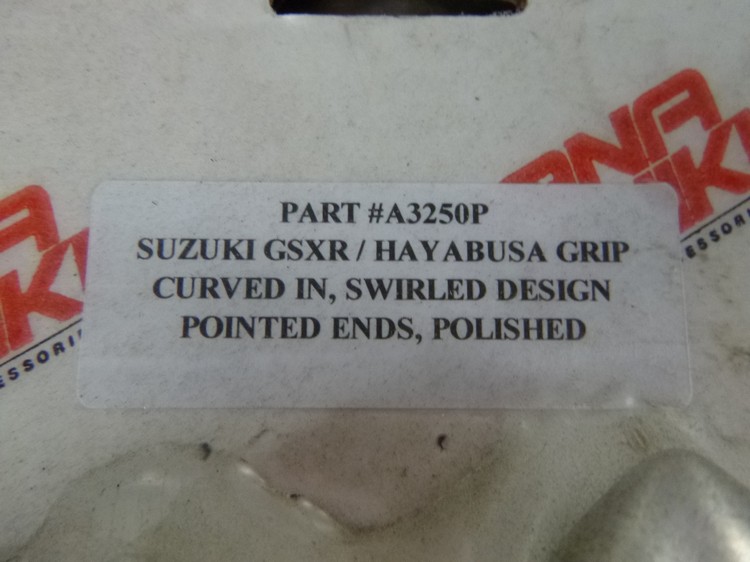 PART #A3250P
SUZUKI GSXR / HAYABUSA GRIP
CURVED IN, SWIRLED DESIGN
POINTED ENDS, POLISHED